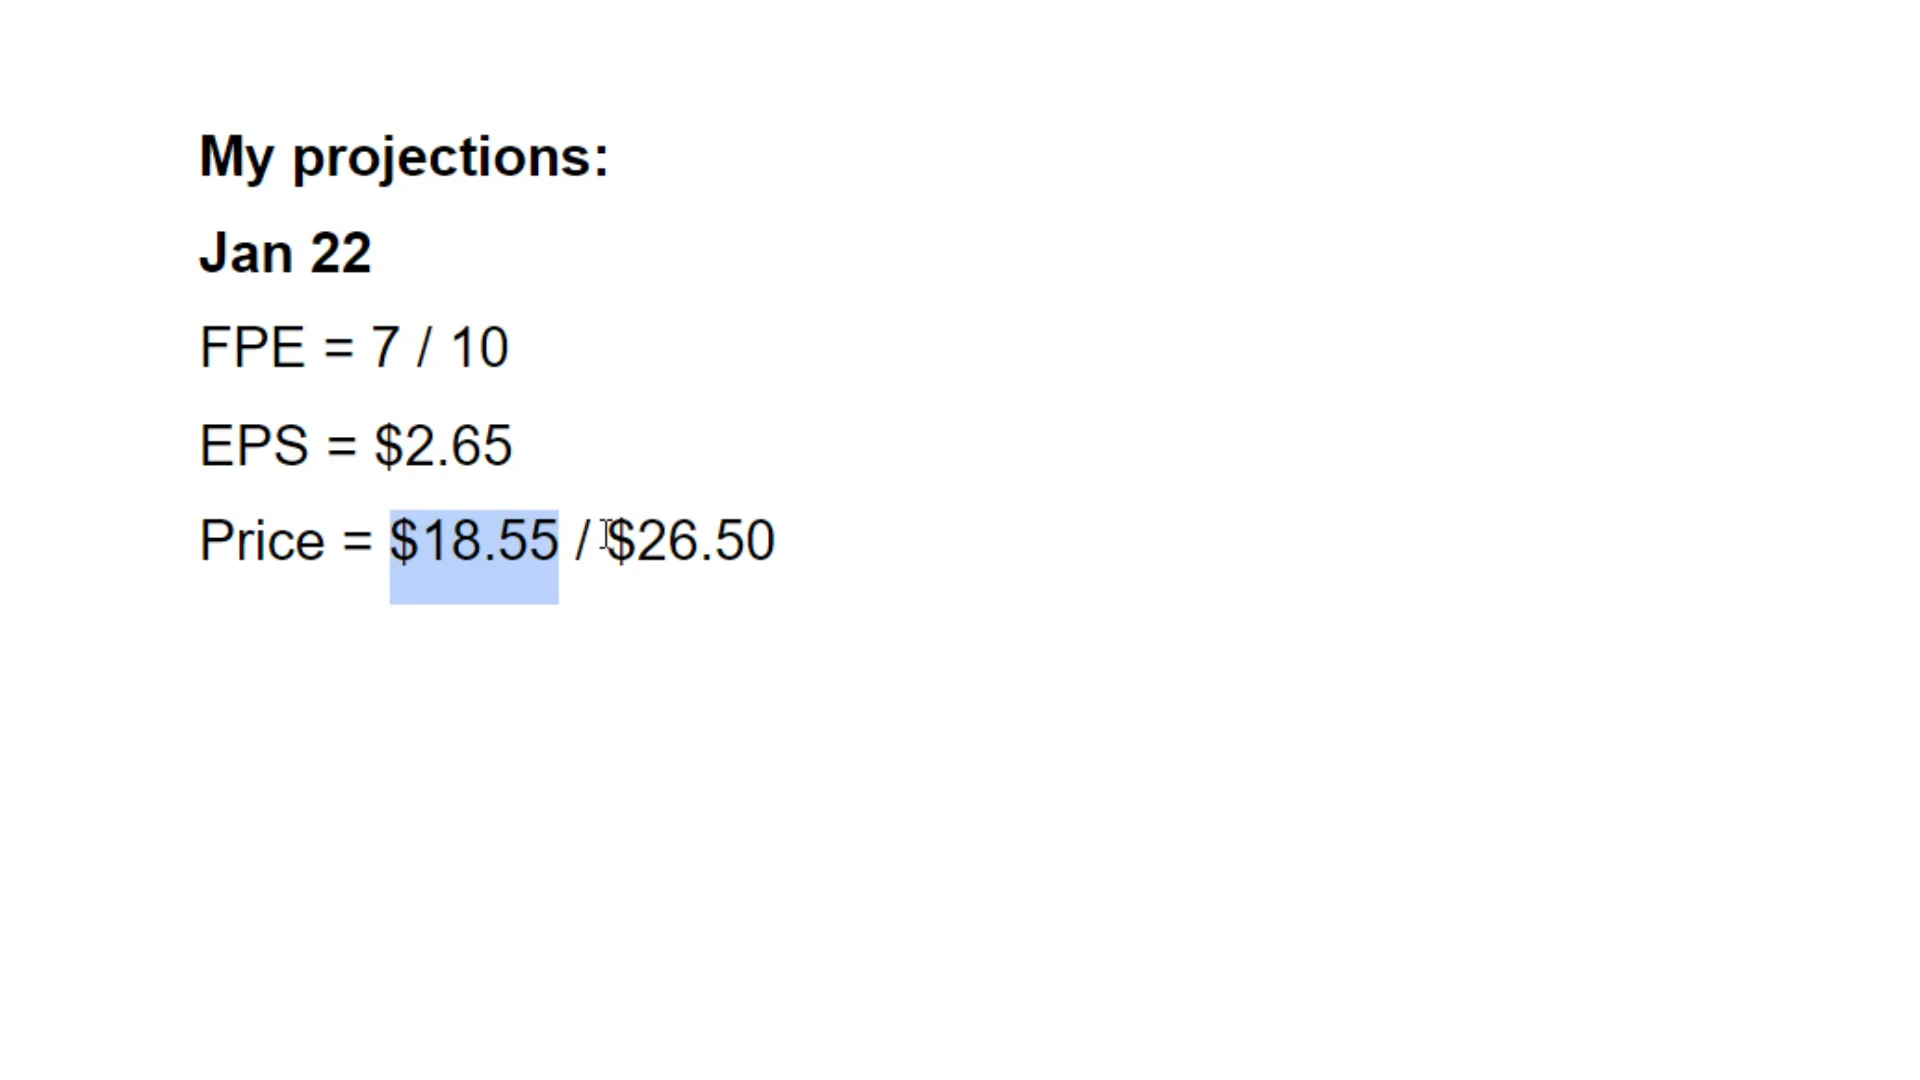 My projections:
Jan 22
FPE = 7 / 10
EPS = $2.65
Price = $18.55 / $26.50